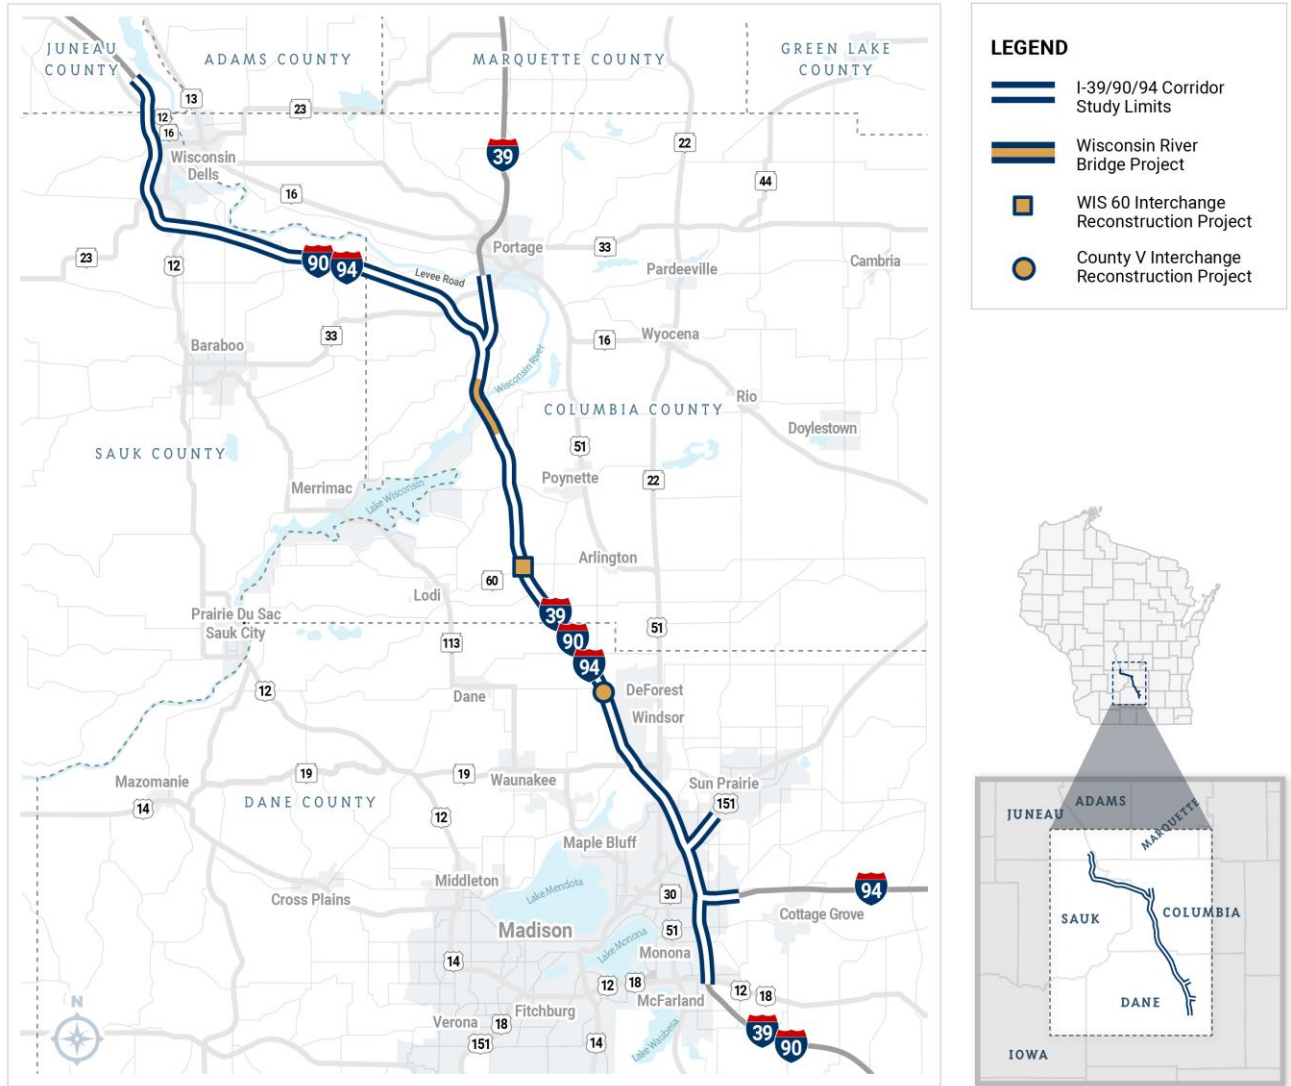 JUNEAU
COUNTY
ADAMS COUNTY
MARQUETTE COUNTY
GREEN LAKE
COUNTY
13
23
12
16
Wisconsin
Dells
39
22
44
16
Portage
33
23
12
90
94
Levee Road
Pardeeville
Cambria
33
Baraboo
16
Wyocena
Wisconsin River
COLUMBIA COUNTY
Rio
Doylestown
SAUK COUNTY
51
Merrimac
Lake Wisconsin
Poynette
22
60
Arlington
Lodi
39
90
94
Prairie Du Sac
Sauk City
113
51
12
Dane
DeForest
Windsor
Mazomanie
19
19
Waunakee
Sun Prairie
14
DANE COUNTY
12
151
Maple Bluff
Middleton
Lake Mendota
Cross Plains
30
94
Cottage Grove
Madison
51
Lake Monona
Monona
14
12
18
McFarland
12
18
N
Fitchburg
Verona
18
151
14
Lake Waubesa
39
90
LEGEND
I-39/90/94 Corridor
Study Limits
Wisconsin River
Bridge Project
WIS 60 Interchange
Reconstruction Project
County V Interchange
Reconstruction Project
JUNEAU
ADAMS
MARQUETTE
SAUK
COLUMBIA
DANE
IOWA